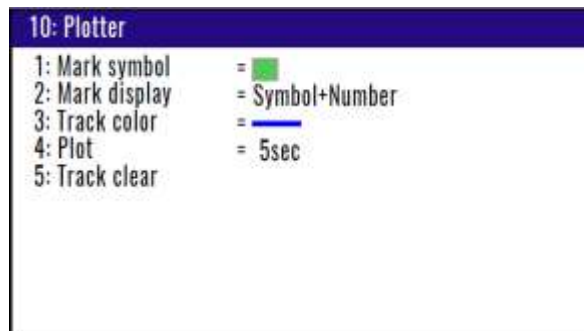 10: Plotter
1: Mark symbol =
2: Mark display = Symbol+Number
3: Track color =
4: Plot = 5sec
5: Track clear